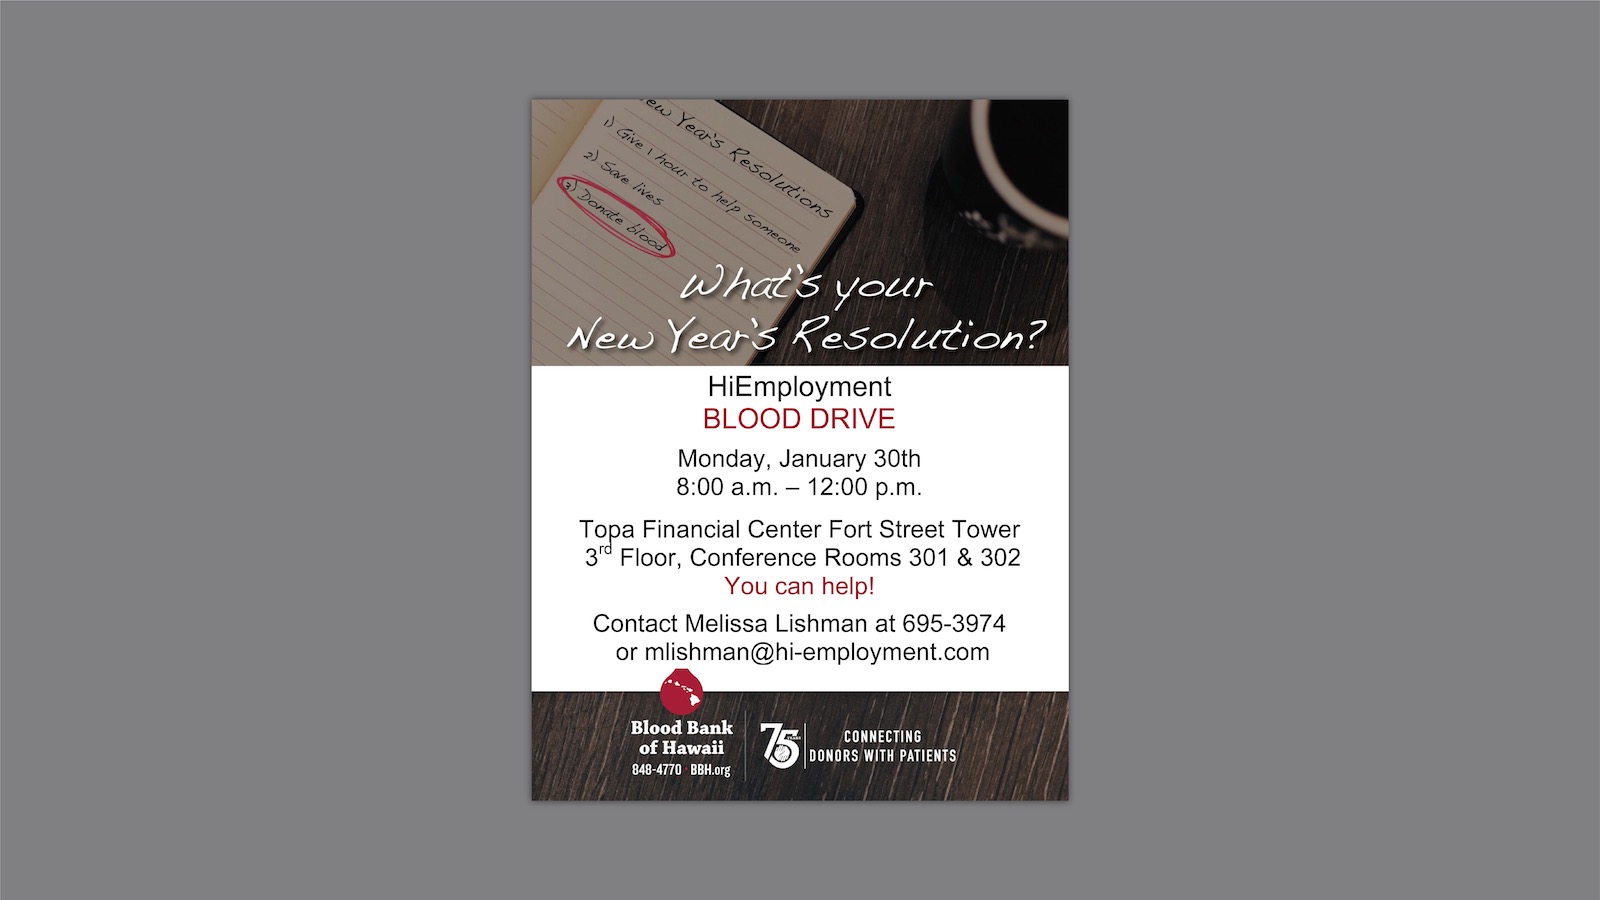 ew Year's Resolutions
1) Give 1 hour to help someone
2) Save lives
3) Donate blood
What's your
New Year's Resolution?
HiEmployment
BLOOD DRIVE
Monday, January 30th
8:00 a.m. – 12:00 p.m.
Topa Financial Center Fort Street Tower
3rd Floor, Conference Rooms 301 & 302
You can help!
Contact Melissa Lishman at 695-3974
or mlishman@hi-employment.com
Blood Bank
of Hawaii
848-4770 BBH.org
75
YEARS
CONNECTING
DONORS WITH PATIENTS